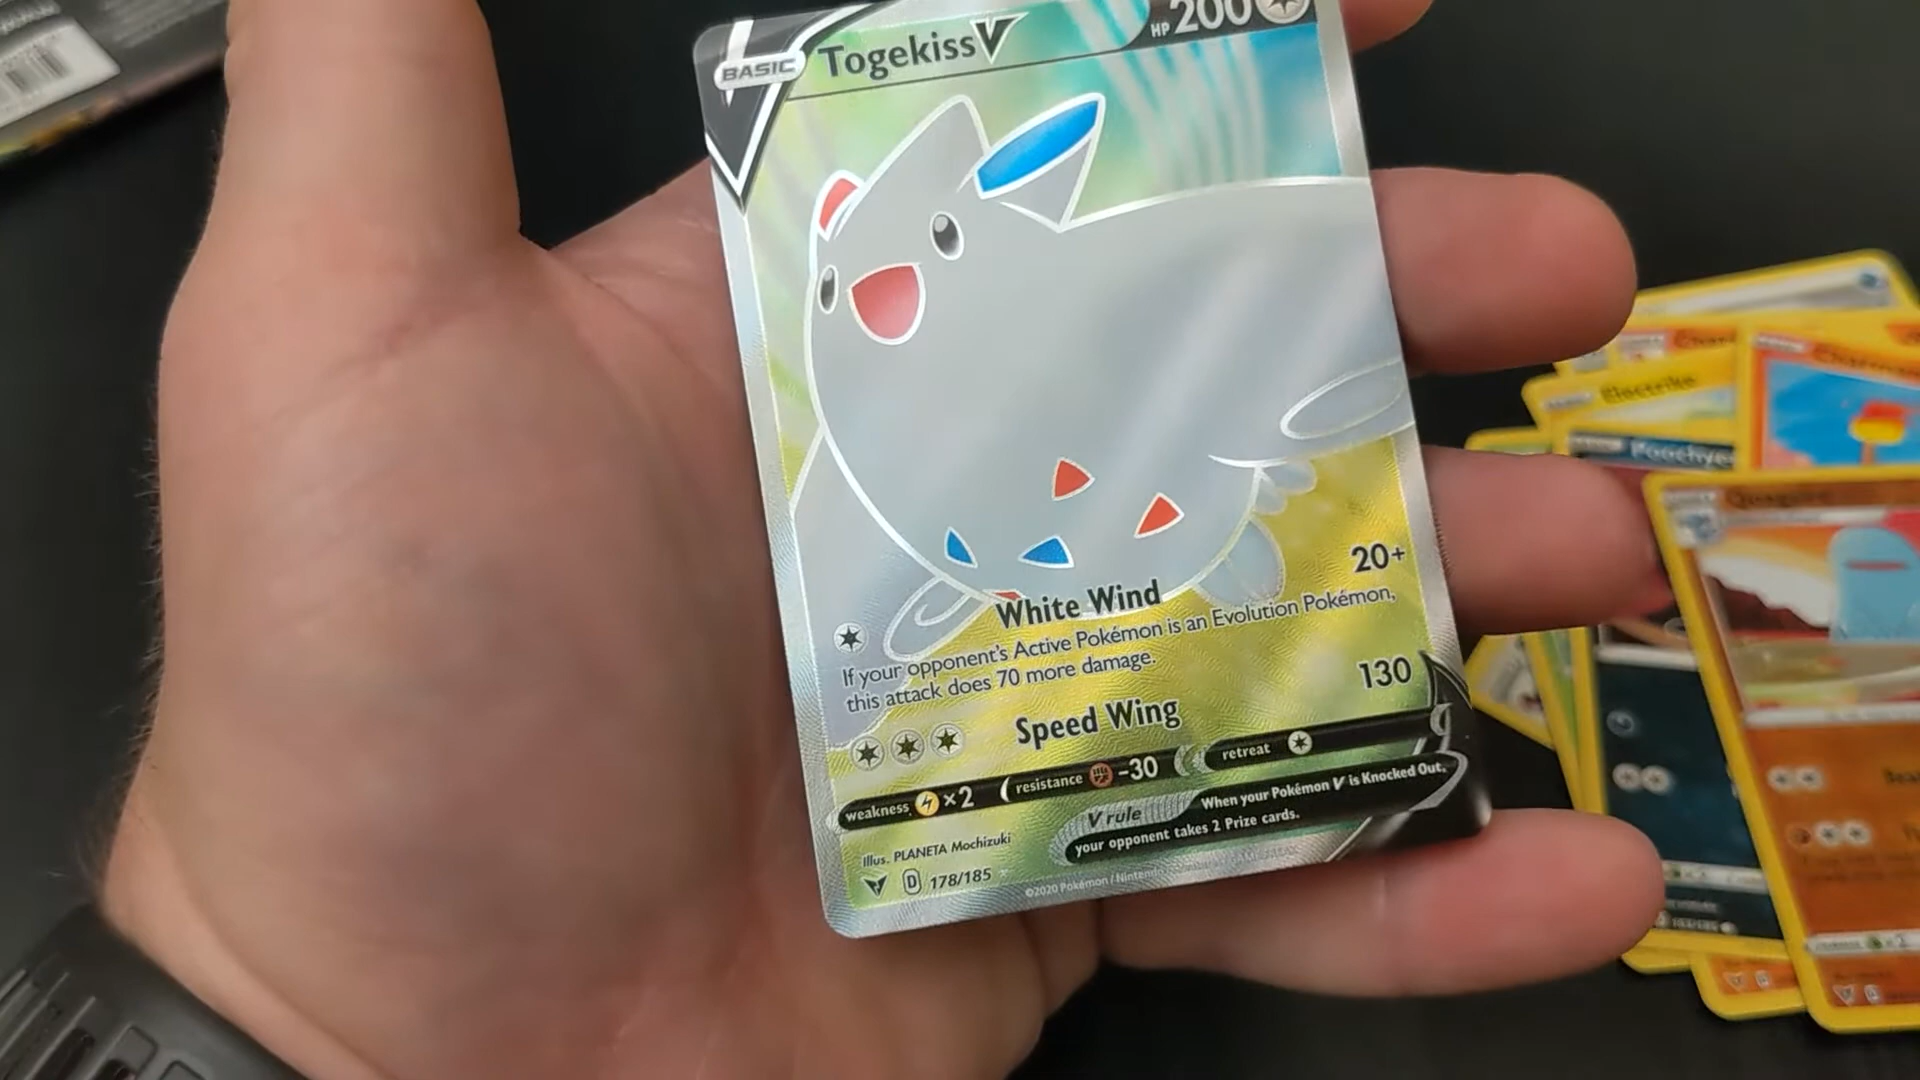 BASIC
Togekiss V
HP 200
White Wind 20+
If your opponent's Active Pokémon is an Evolution Pokémon,
this attack does 70 more damage.
Speed Wing 130
weakness ×2
resistance -30
retreat
V rule
When your Pokémon V is Knocked Out,
your opponent takes 2 Prize cards.
Illus. PLANETA Mochizuki
D 178/185
©2020 Pokémon / Nintendo
Electrike
Poochye